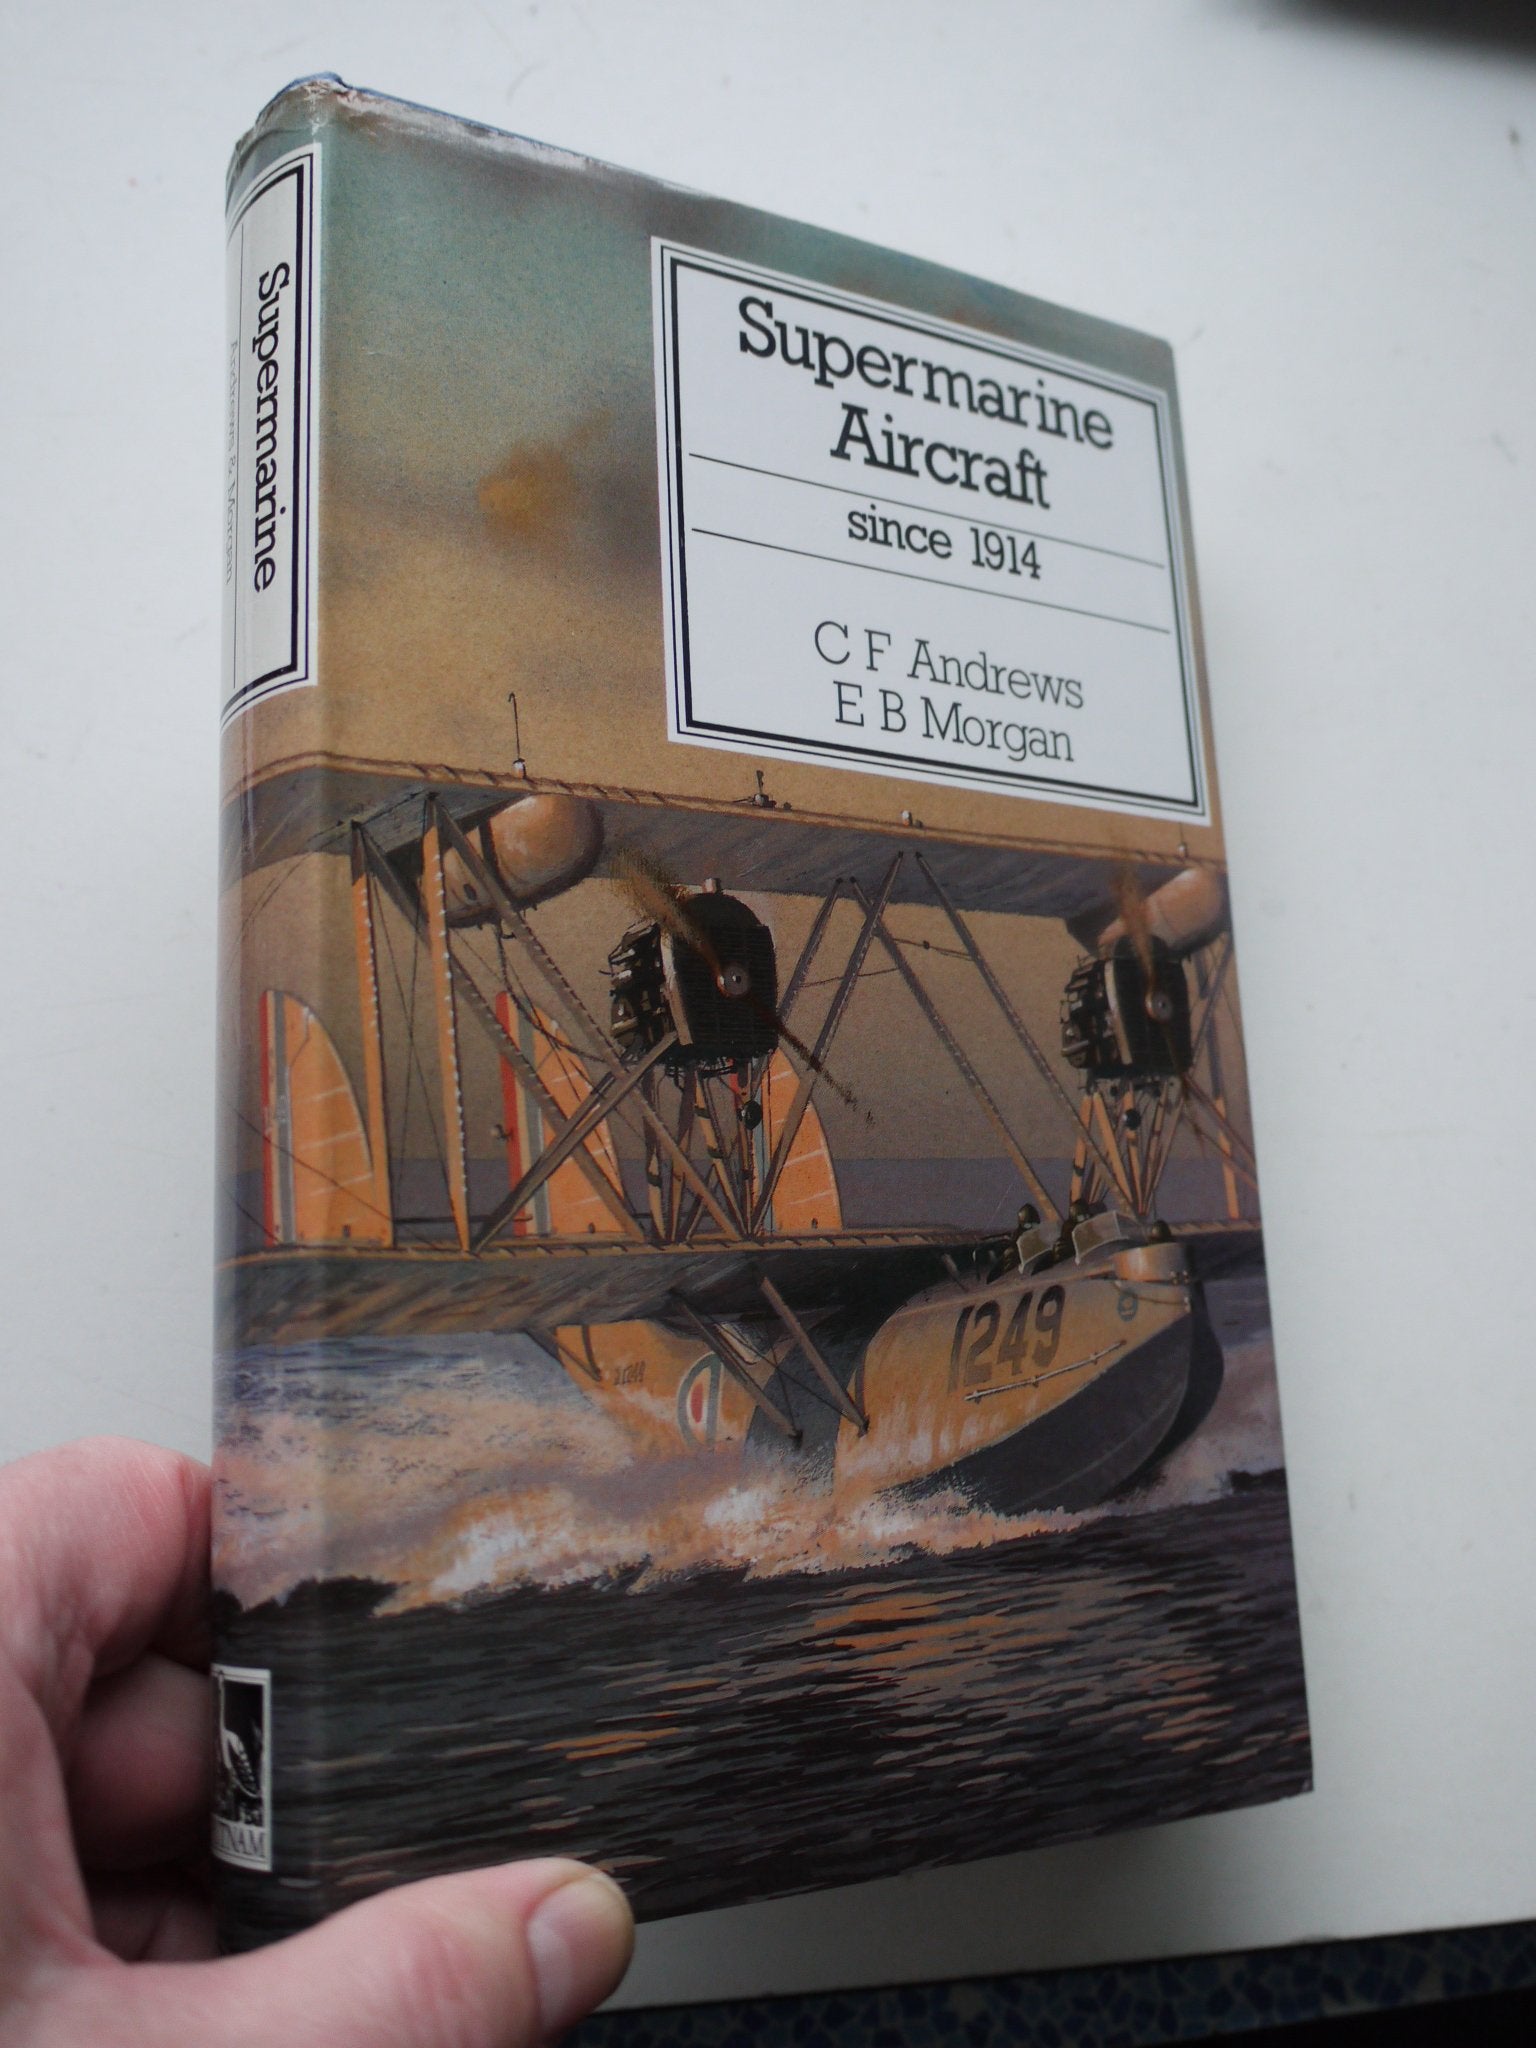 Supermarine
Aircraft
since 1914
C F Andrews
E B Morgan
Supermarine
Andrews & Morgan
1249